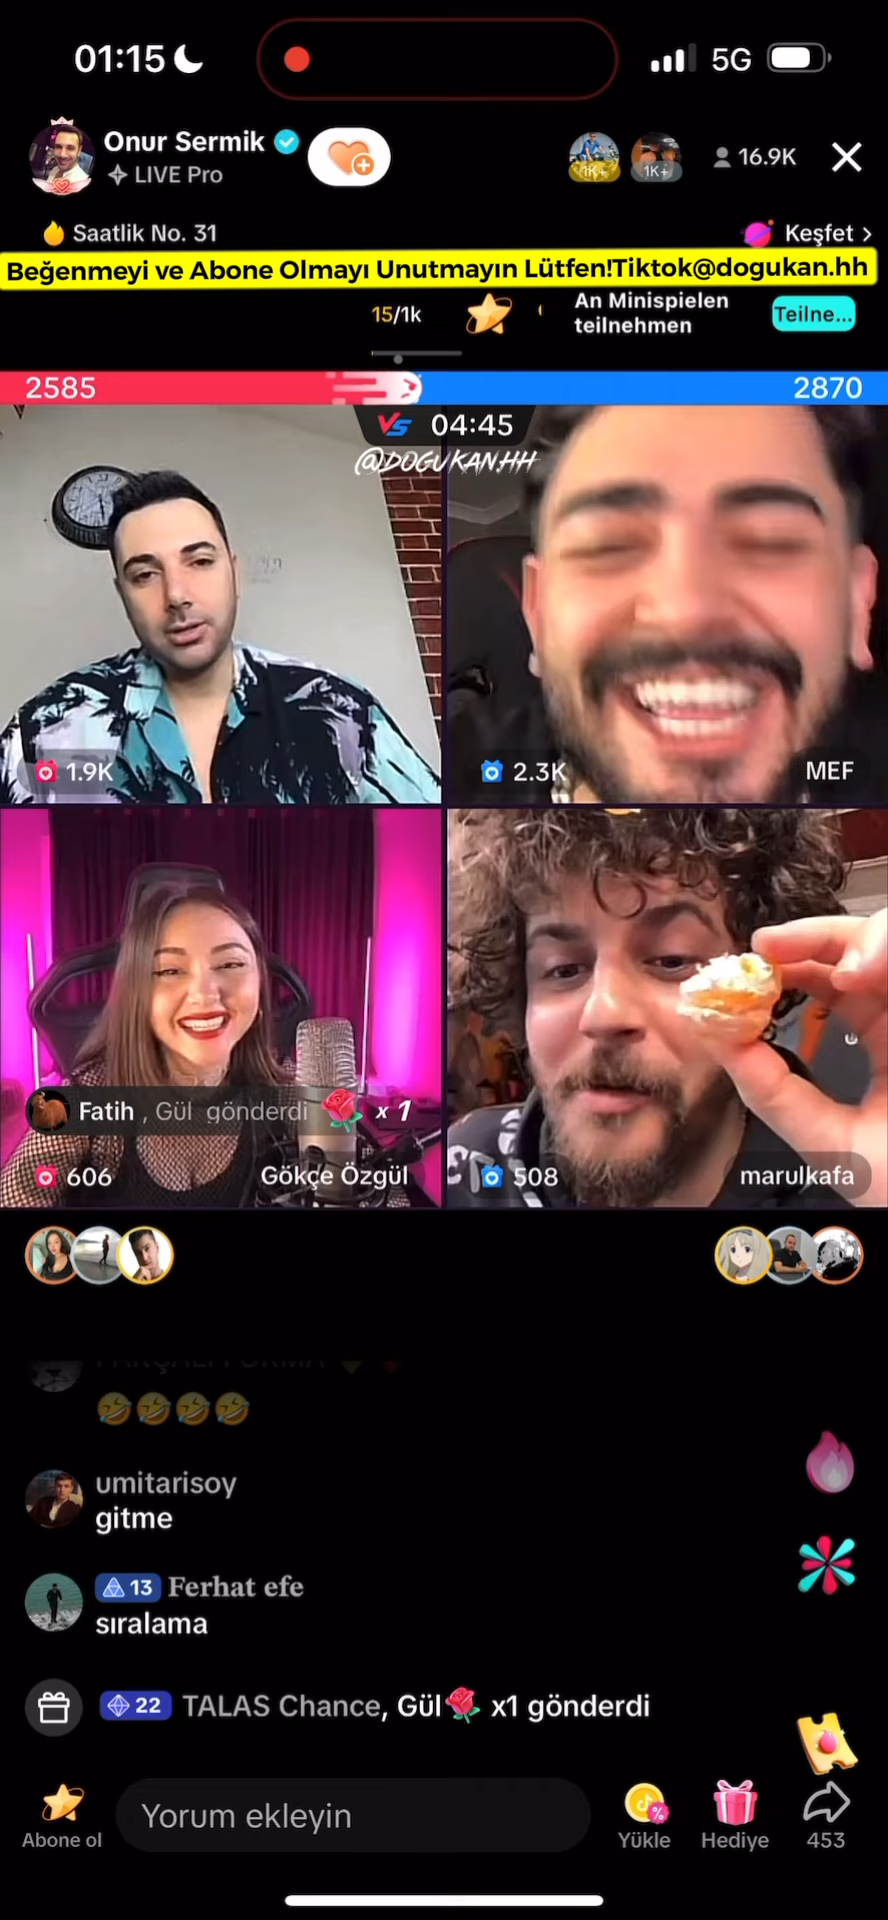 01:15
5G
Onur Sermik
LIVE Pro
1K+
1K+
16.9K
Saatlik No. 31
Keşfet >
Beğenmeyi ve Abone Olmayı Unutmayın Lütfen!Tiktok@dogukan.hh
15/1k
An Minispielen
teilnehmen
Teilne...
2585
2870
VS 04:45
@DOGUKAN.HH
1.9K
2.3K
MEF
Fatih , Gül gönderdi x 1
606
Gökçe Özgül
508
marulkafa
umitarisoy
gitme
13 Ferhat efe
sıralama
22 TALAS Chance, Gül x1 gönderdi
Abone ol
Yorum ekleyin
Yükle
Hediye
453